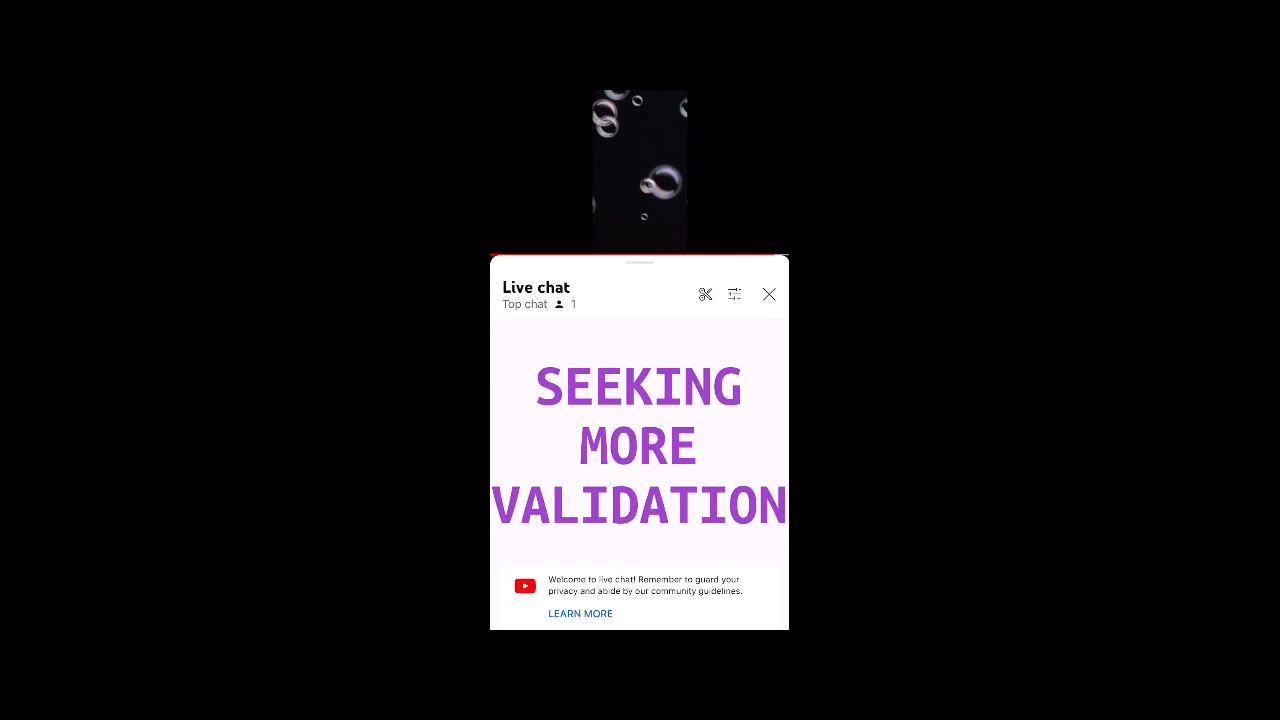 Live chat
Top chat 1
SEEKING
MORE
VALIDATION
Welcome to live chat! Remember to guard your
privacy and abide by our community guidelines.
LEARN MORE